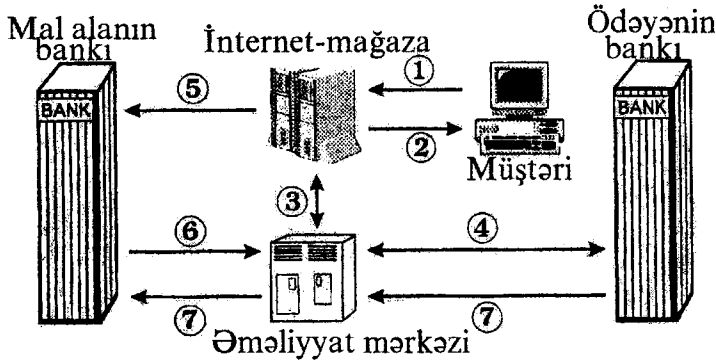 Mal alanın
bankı
İnternet-mağaza
Ödəyənin
bankı
①
BANK
⑤
②
BANK
Müştəri
③
⑥
④
⑦
⑦
Əməliyyat mərkəzi